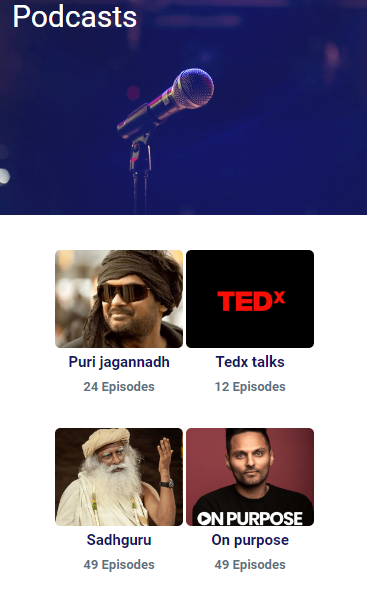 Podcasts
TEDx
Puri jagannadh
Tedx talks
24 Episodes
12 Episodes
ON PURPOSE
Sadhguru
On purpose
49 Episodes
49 Episodes